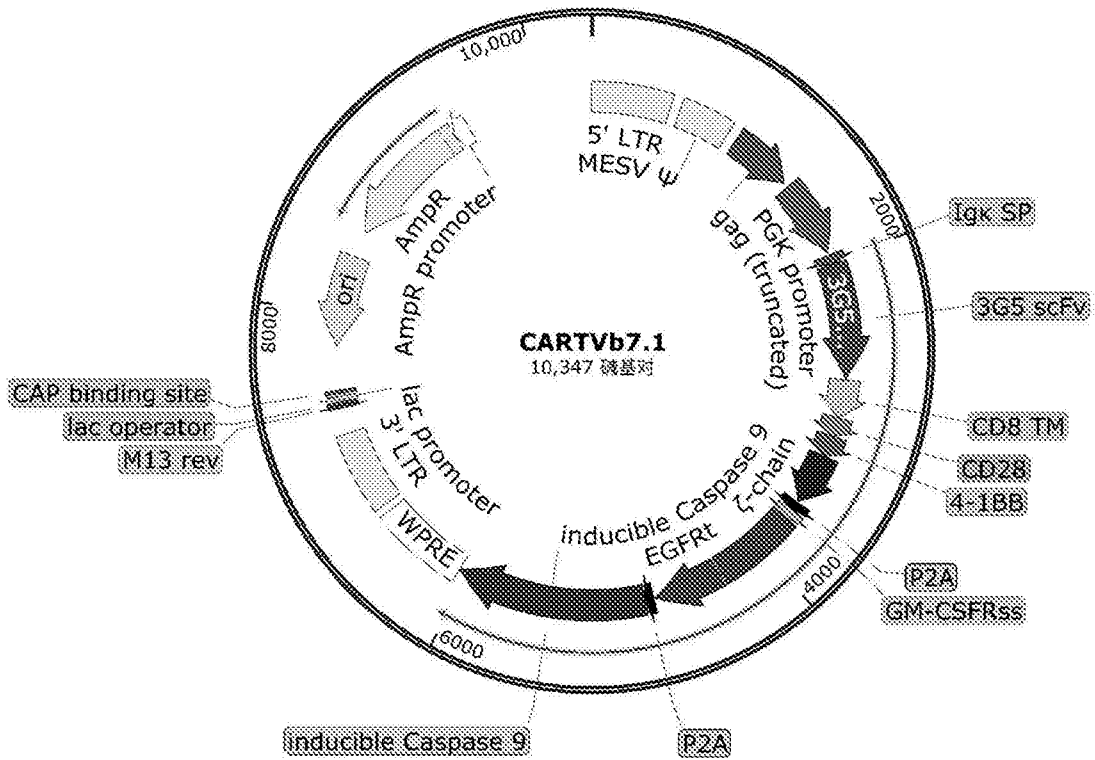 10,000
2000
4000
6000
8000
5' LTR
MESV Ψ
gag (truncated)
PGK promoter
Igκ SP
3G5
3G5 scFv
CD8 TM
CD28
4-1BB
ζ-chain
P2A
GM-CSFRss
EGFRt
P2A
inducible Caspase 9
inducible Caspase 9
WPRE
3' LTR
lac promoter
M13 rev
lac operator
CAP binding site
ori
AmpR
AmpR promoter
CARTVb7.1
10,347 碱基对